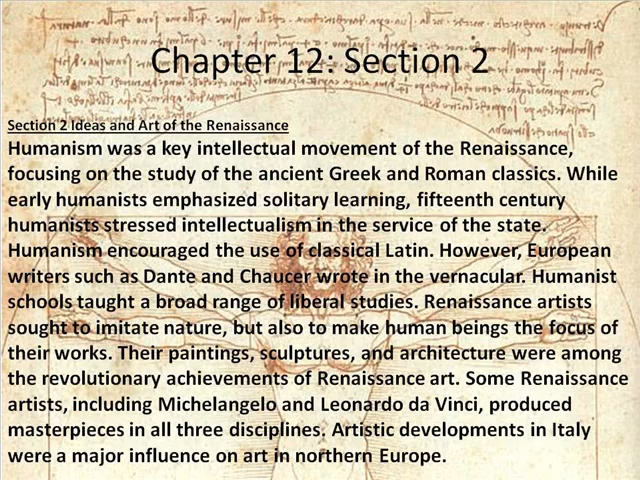 Chapter 12: Section 2
Section 2 Ideas and Art of the Renaissance
Humanism was a key intellectual movement of the Renaissance,
focusing on the study of the ancient Greek and Roman classics. While
early humanists emphasized solitary learning, fifteenth century
humanists stressed intellectualism in the service of the state.
Humanism encouraged the use of classical Latin. However, European
writers such as Dante and Chaucer wrote in the vernacular. Humanist
schools taught a broad range of liberal studies. Renaissance artists
sought to imitate nature, but also to make human beings the focus of
their works. Their paintings, sculptures, and architecture were among
the revolutionary achievements of Renaissance art. Some Renaissance
artists, including Michelangelo and Leonardo da Vinci, produced
masterpieces in all three disciplines. Artistic developments in Italy
were a major influence on art in northern Europe.